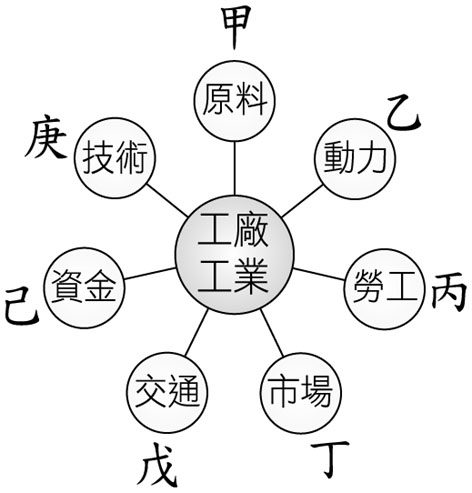 甲
原料
庚
技術
乙
動力
工廠
工業
己
資金
丙
勞工
戊
交通
丁
市場